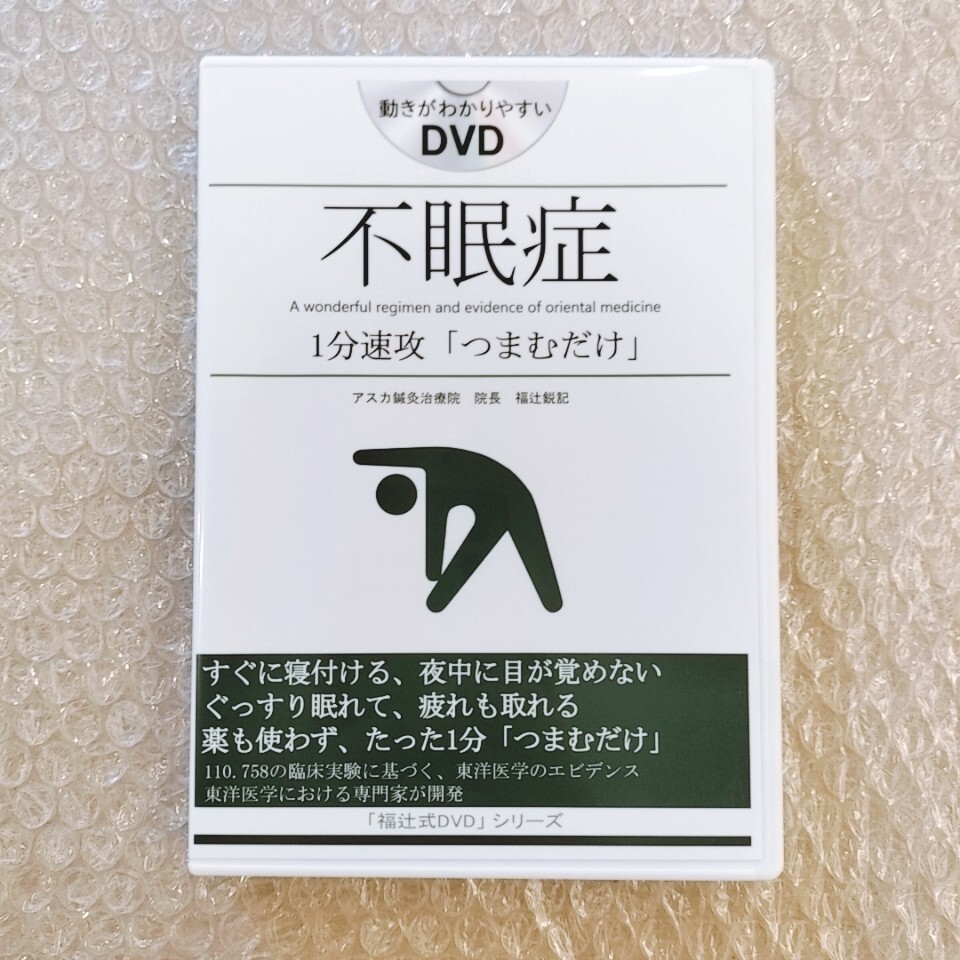 動きがわかりやすい
DVD
不眠症
A wonderful regimen and evidence of oriental medicine
1分速攻「つまむだけ」
アスカ鍼灸治療院　院長　福辻鋭記
すぐに寝付ける、夜中に目が覚めない
ぐっすり眠れて、疲れも取れる
薬も使わず、たった1分「つまむだけ」
110.758の臨床実験に基づく、東洋医学のエビデンス
東洋医学における専門家が開発
「福辻式DVD」シリーズ